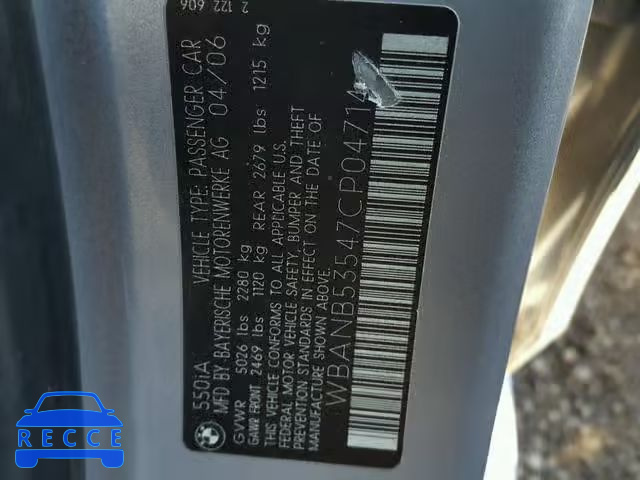 2 122 606
5501A VEHICLE TYPE: PASSENGER CAR
MFD BY BAYERISCHE MOTORENWERKE AG 04/06
GVWR 5026 lbs 2280 kg
GAWR FRONT 2469 lbs 1120 kg REAR 2679 lbs 1215 kg
THIS VEHICLE CONFORMS TO ALL APPLICABLE U.S.
FEDERAL MOTOR VEHICLE SAFETY, BUMPER AND THEFT
PREVENTION STANDARDS IN EFFECT ON THE DATE OF
MANUFACTURE SHOWN ABOVE.
WBANB53547CP04714
RECCE